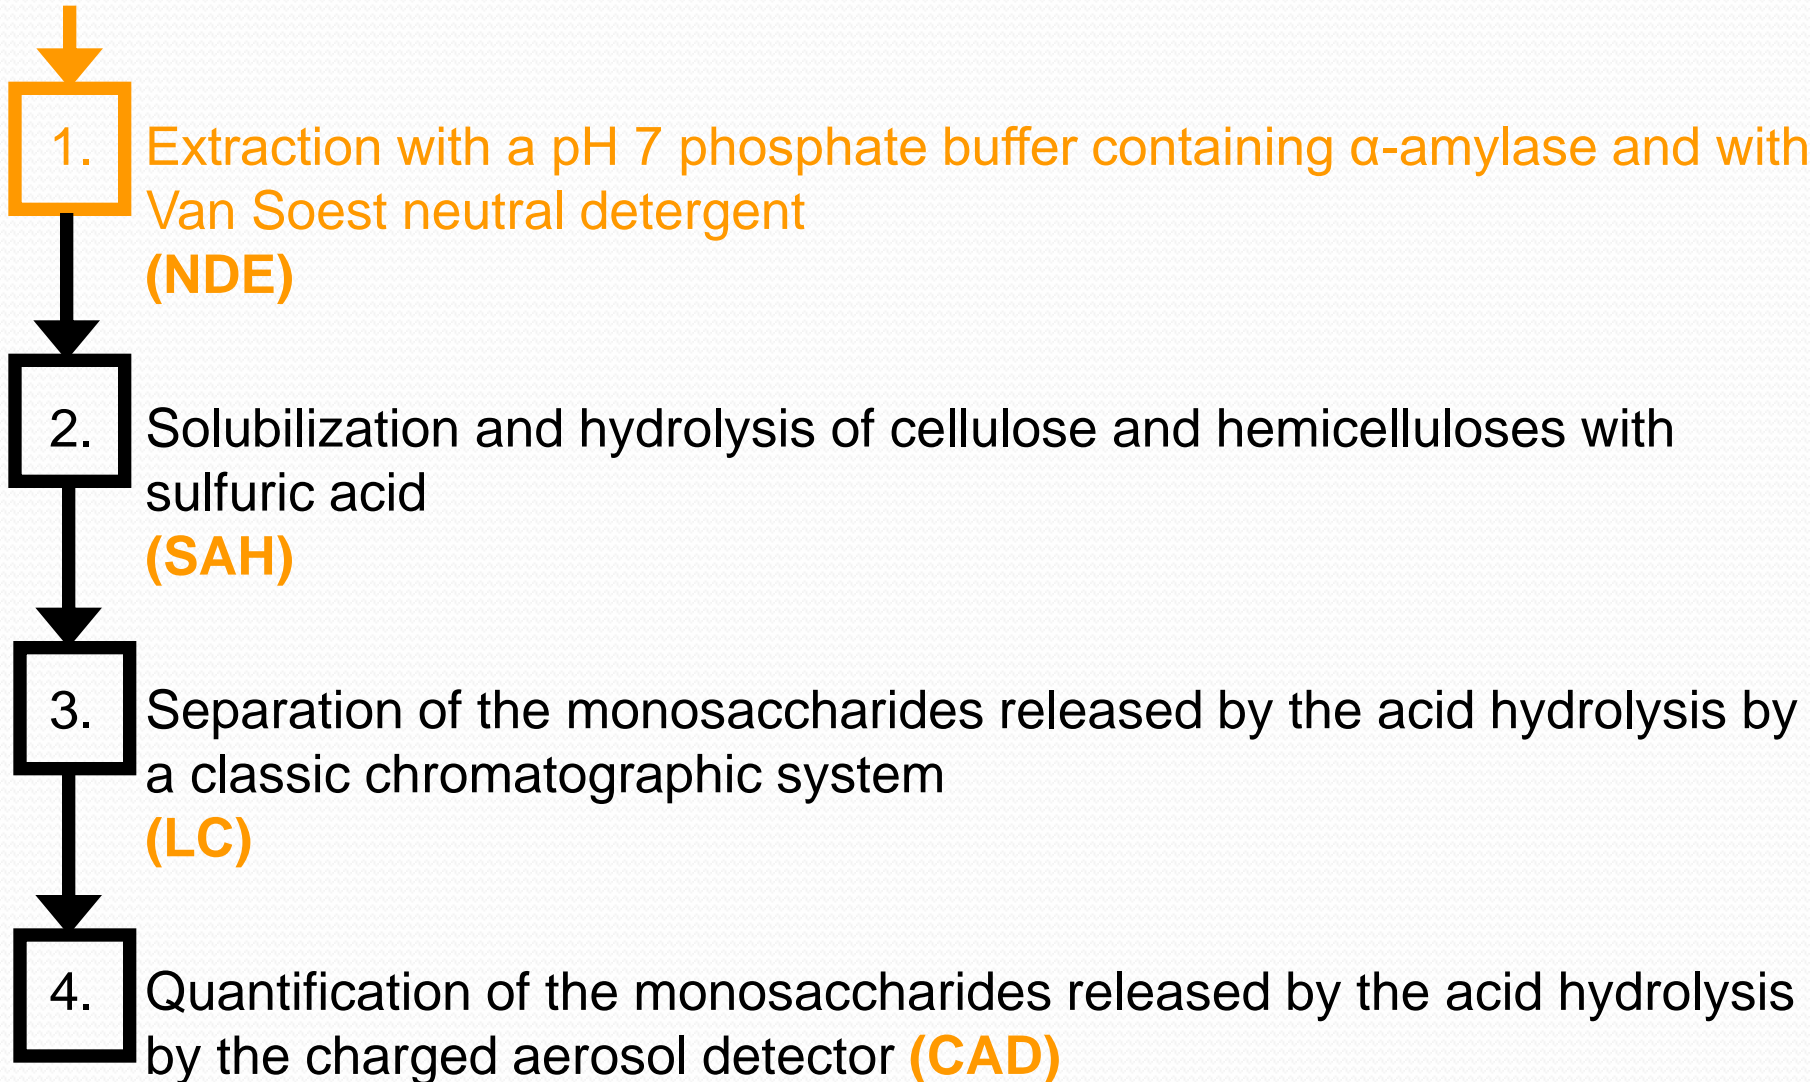 1. Extraction with a pH 7 phosphate buffer containing α-amylase and with
Van Soest neutral detergent
(NDE)
2. Solubilization and hydrolysis of cellulose and hemicelluloses with
sulfuric acid
(SAH)
3. Separation of the monosaccharides released by the acid hydrolysis by
a classic chromatographic system
(LC)
4. Quantification of the monosaccharides released by the acid hydrolysis
by the charged aerosol detector (CAD)